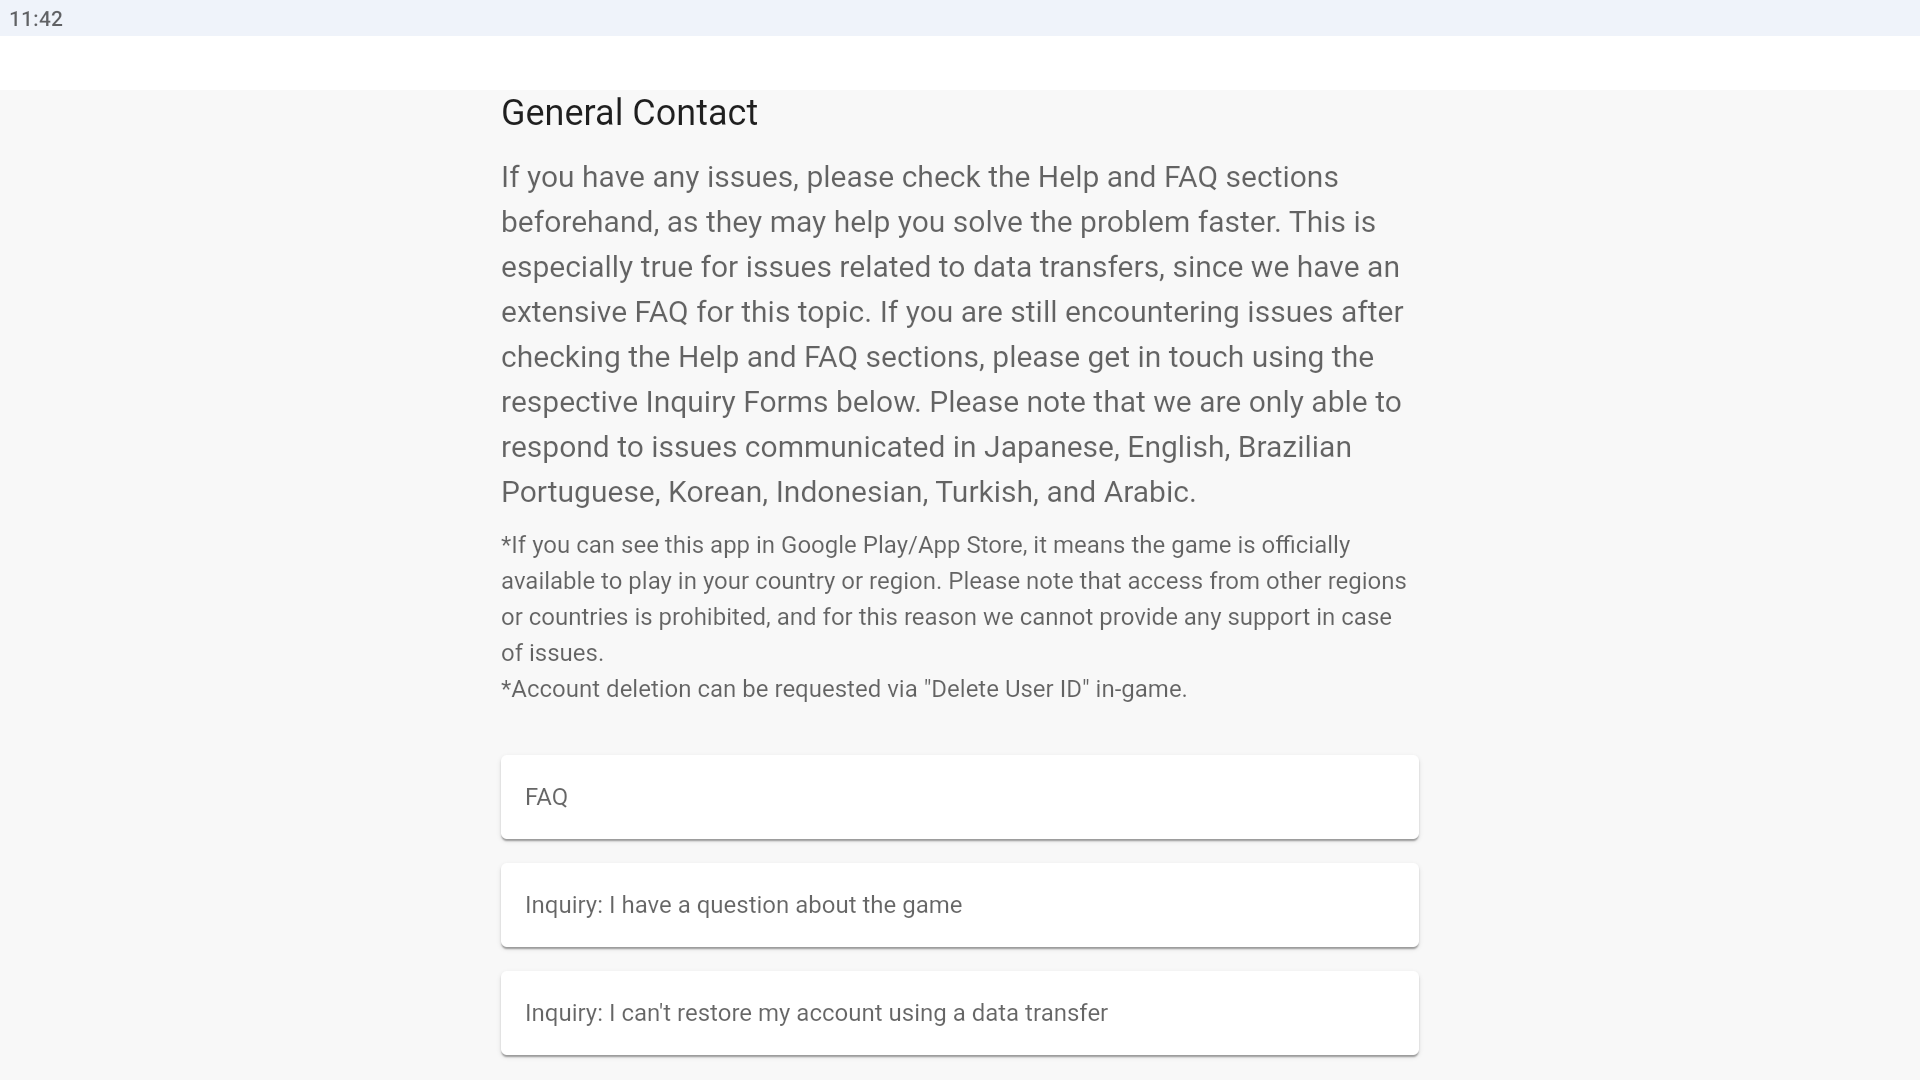 11:42
General Contact
If you have any issues, please check the Help and FAQ sections
beforehand, as they may help you solve the problem faster. This is
especially true for issues related to data transfers, since we have an
extensive FAQ for this topic. If you are still encountering issues after
checking the Help and FAQ sections, please get in touch using the
respective Inquiry Forms below. Please note that we are only able to
respond to issues communicated in Japanese, English, Brazilian
Portuguese, Korean, Indonesian, Turkish, and Arabic.
*If you can see this app in Google Play/App Store, it means the game is officially
available to play in your country or region. Please note that access from other regions
or countries is prohibited, and for this reason we cannot provide any support in case
of issues.
*Account deletion can be requested via "Delete User ID" in-game.
FAQ
Inquiry: I have a question about the game
Inquiry: I can't restore my account using a data transfer